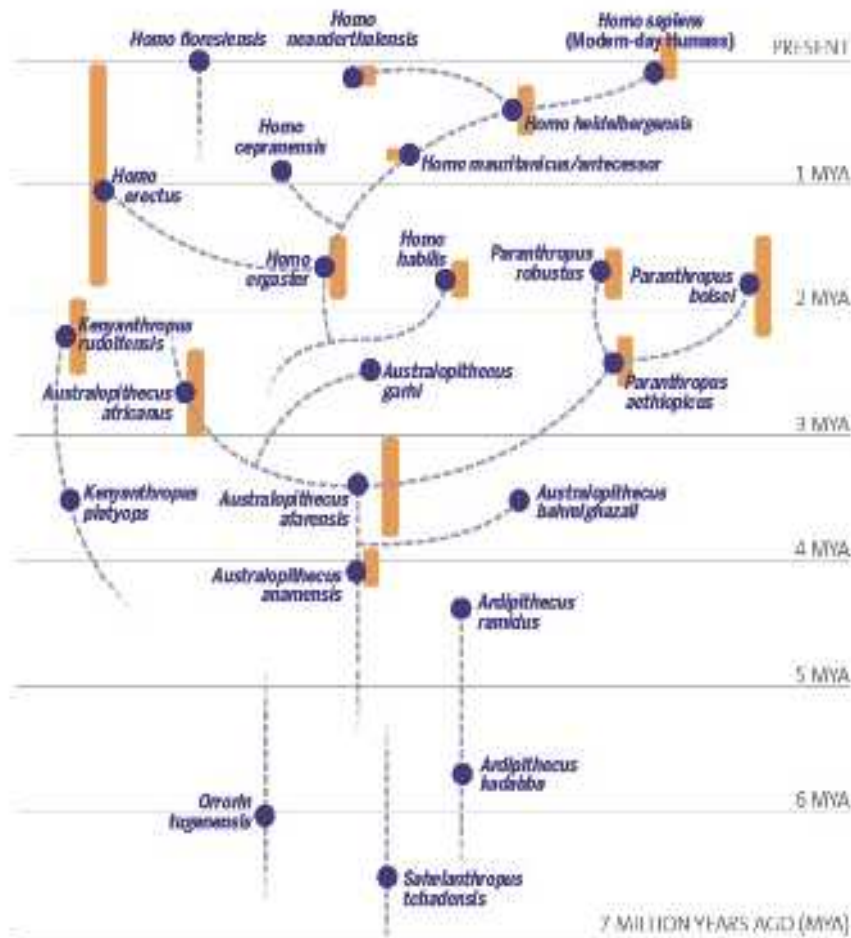 Homo floresiensis
Homo
neanderthalensis
Homo sapiens
(Modern-day Humans)
PRESENT
Homo heidelbergensis
Homo
cepranensis
Homo mauritanicus/antecessor
Homo
erectus
1 MYA
Homo
ergaster
Homo
habilis
Paranthropus
robustus
Paranthropus
boisei
2 MYA
Kenyanthropus
rudolfensis
Australopithecus
africanus
Australopithecus
garhi
Paranthropus
aethiopicus
3 MYA
Kenyanthropus
platyops
Australopithecus
afarensis
Australopithecus
bahrelghazali
4 MYA
Australopithecus
anamensis
Ardipithecus
ramidus
5 MYA
Ardipithecus
kadabba
Orrorin
tugenensis
6 MYA
Sahelanthropus
tchadensis
7 MILLION YEARS AGO (MYA)